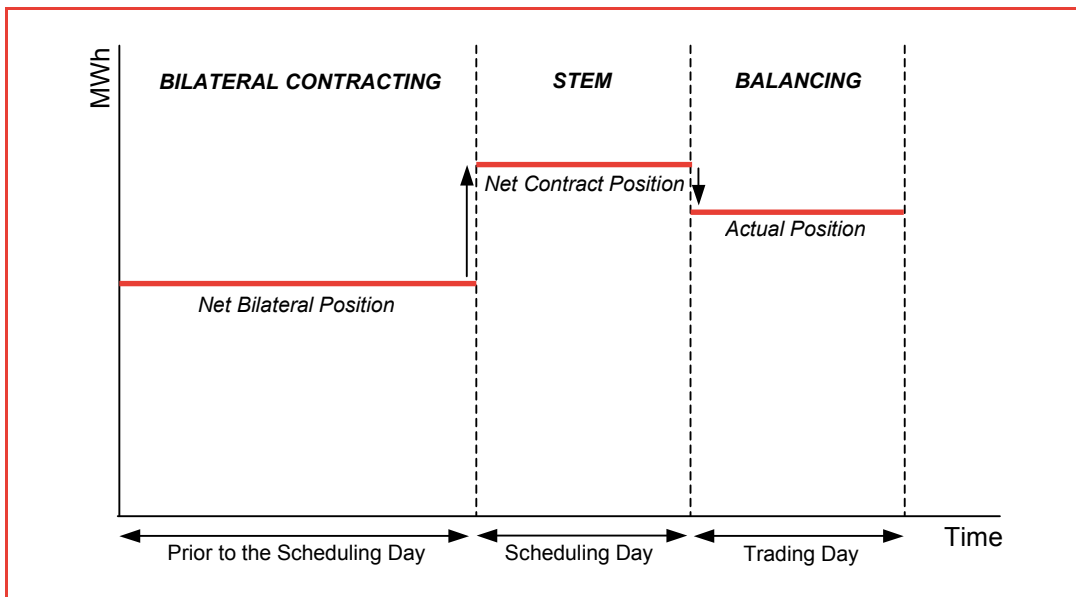 MWh
BILATERAL CONTRACTING
STEM
BALANCING
Net Contract Position
Actual Position
Net Bilateral Position
Prior to the Scheduling Day
Scheduling Day
Trading Day
Time